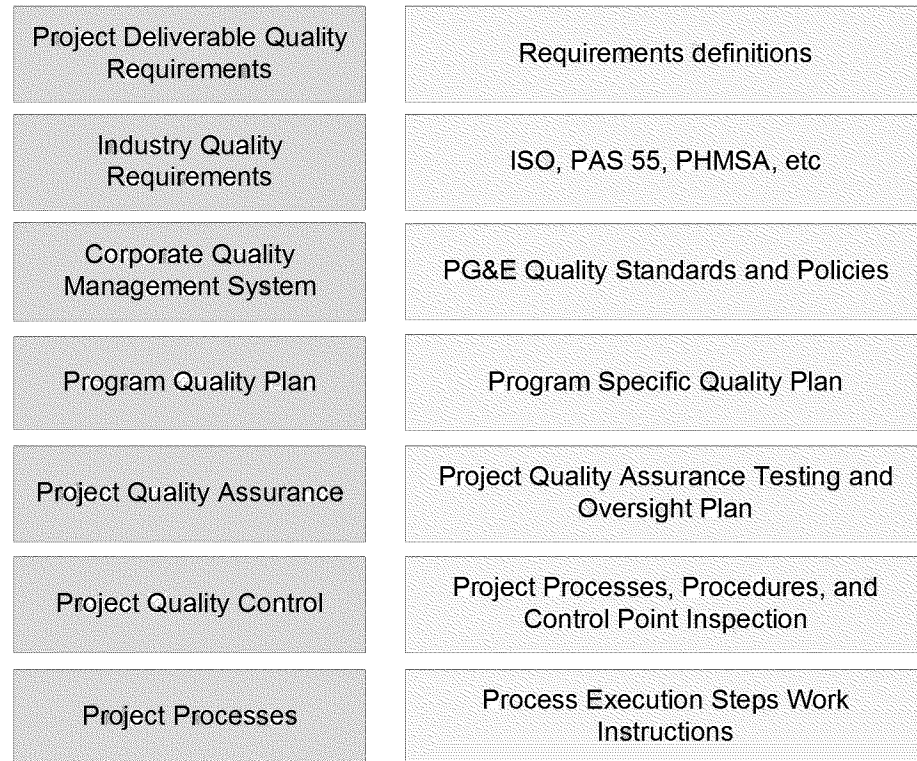 Project Deliverable Quality
Requirements
Requirements definitions
Industry Quality
Requirements
ISO, PAS 55, PHMSA, etc
Corporate Quality
Management System
PG&E Quality Standards and Policies
Program Quality Plan
Program Specific Quality Plan
Project Quality Assurance
Project Quality Assurance Testing and
Oversight Plan
Project Quality Control
Project Processes, Procedures, and
Control Point Inspection
Project Processes
Process Execution Steps Work
Instructions